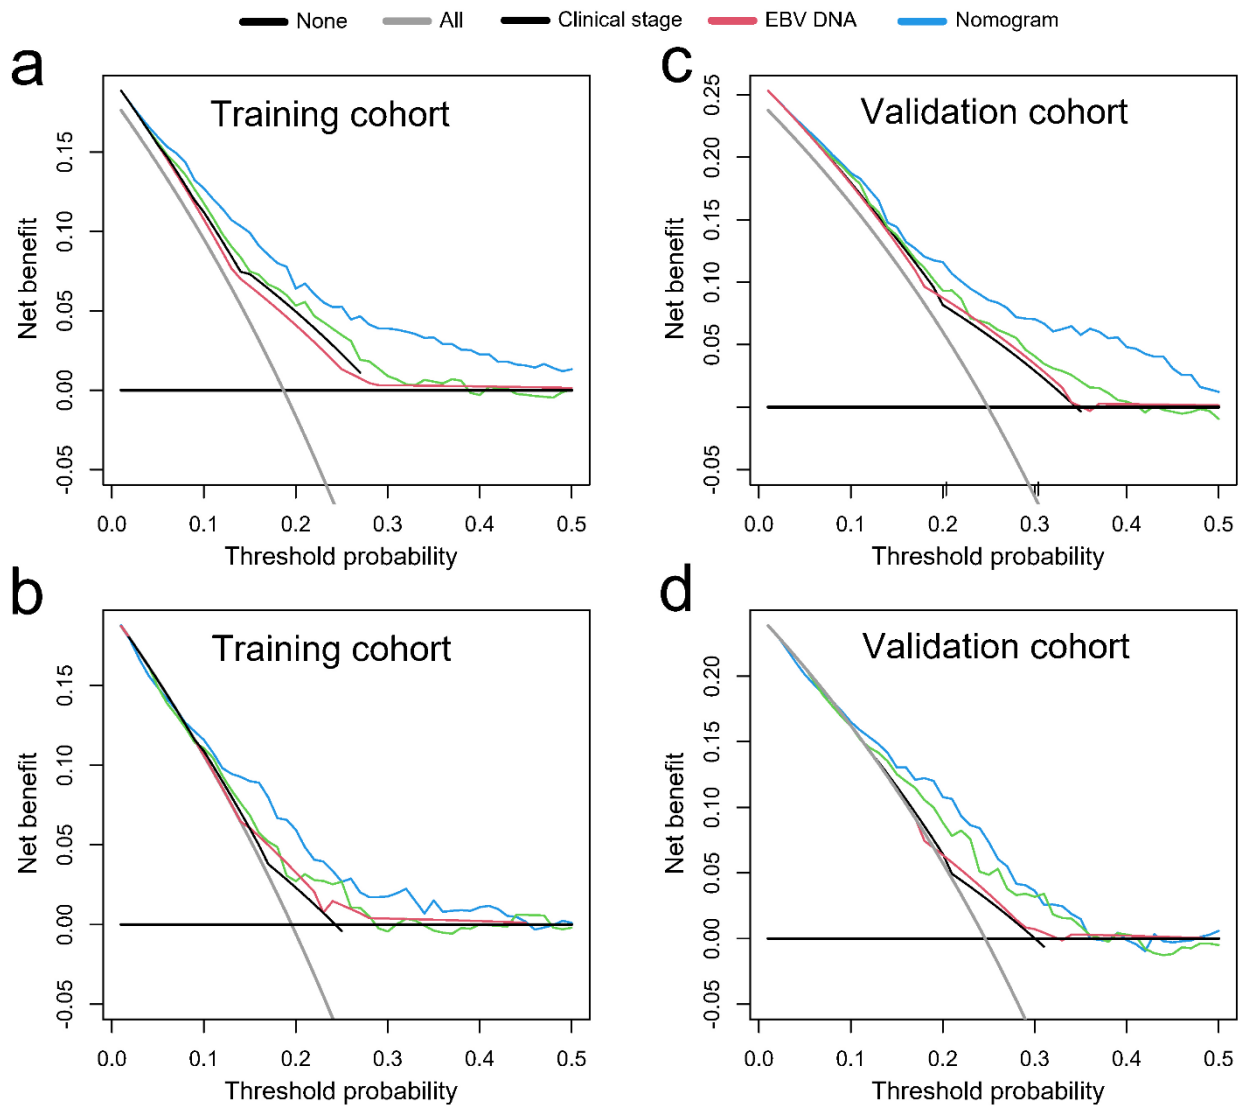 None All Clinical stage EBV DNA Nomogram
a
Training cohort
Net benefit
0.15
0.10
0.05
0.00
-0.05
0.0 0.1 0.2 0.3 0.4 0.5
Threshold probability
c
Validation cohort
Net benefit
0.25
0.20
0.15
0.10
0.05
-0.05
0.0 0.1 0.2 0.3 0.4 0.5
Threshold probability
b
Training cohort
Net benefit
0.15
0.10
0.05
0.00
-0.05
0.0 0.1 0.2 0.3 0.4 0.5
Threshold probability
d
Validation cohort
Net benefit
0.20
0.15
0.10
0.05
0.00
-0.05
0.0 0.1 0.2 0.3 0.4 0.5
Threshold probability